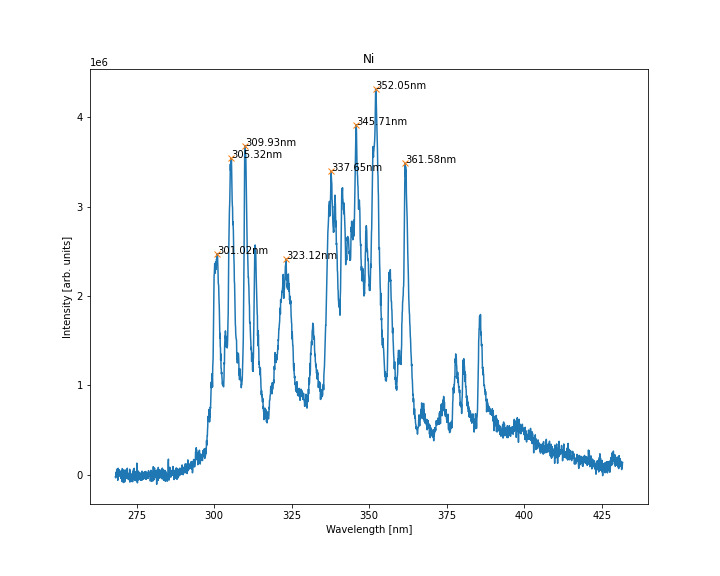 Ni
1e6
352.05nm
345.71nm
309.93nm
305.32nm
361.58nm
337.65nm
301.02nm
323.12nm
4
3
2
1
0
Intensity [arb. units]
275 300 325 350 375 400 425
Wavelength [nm]